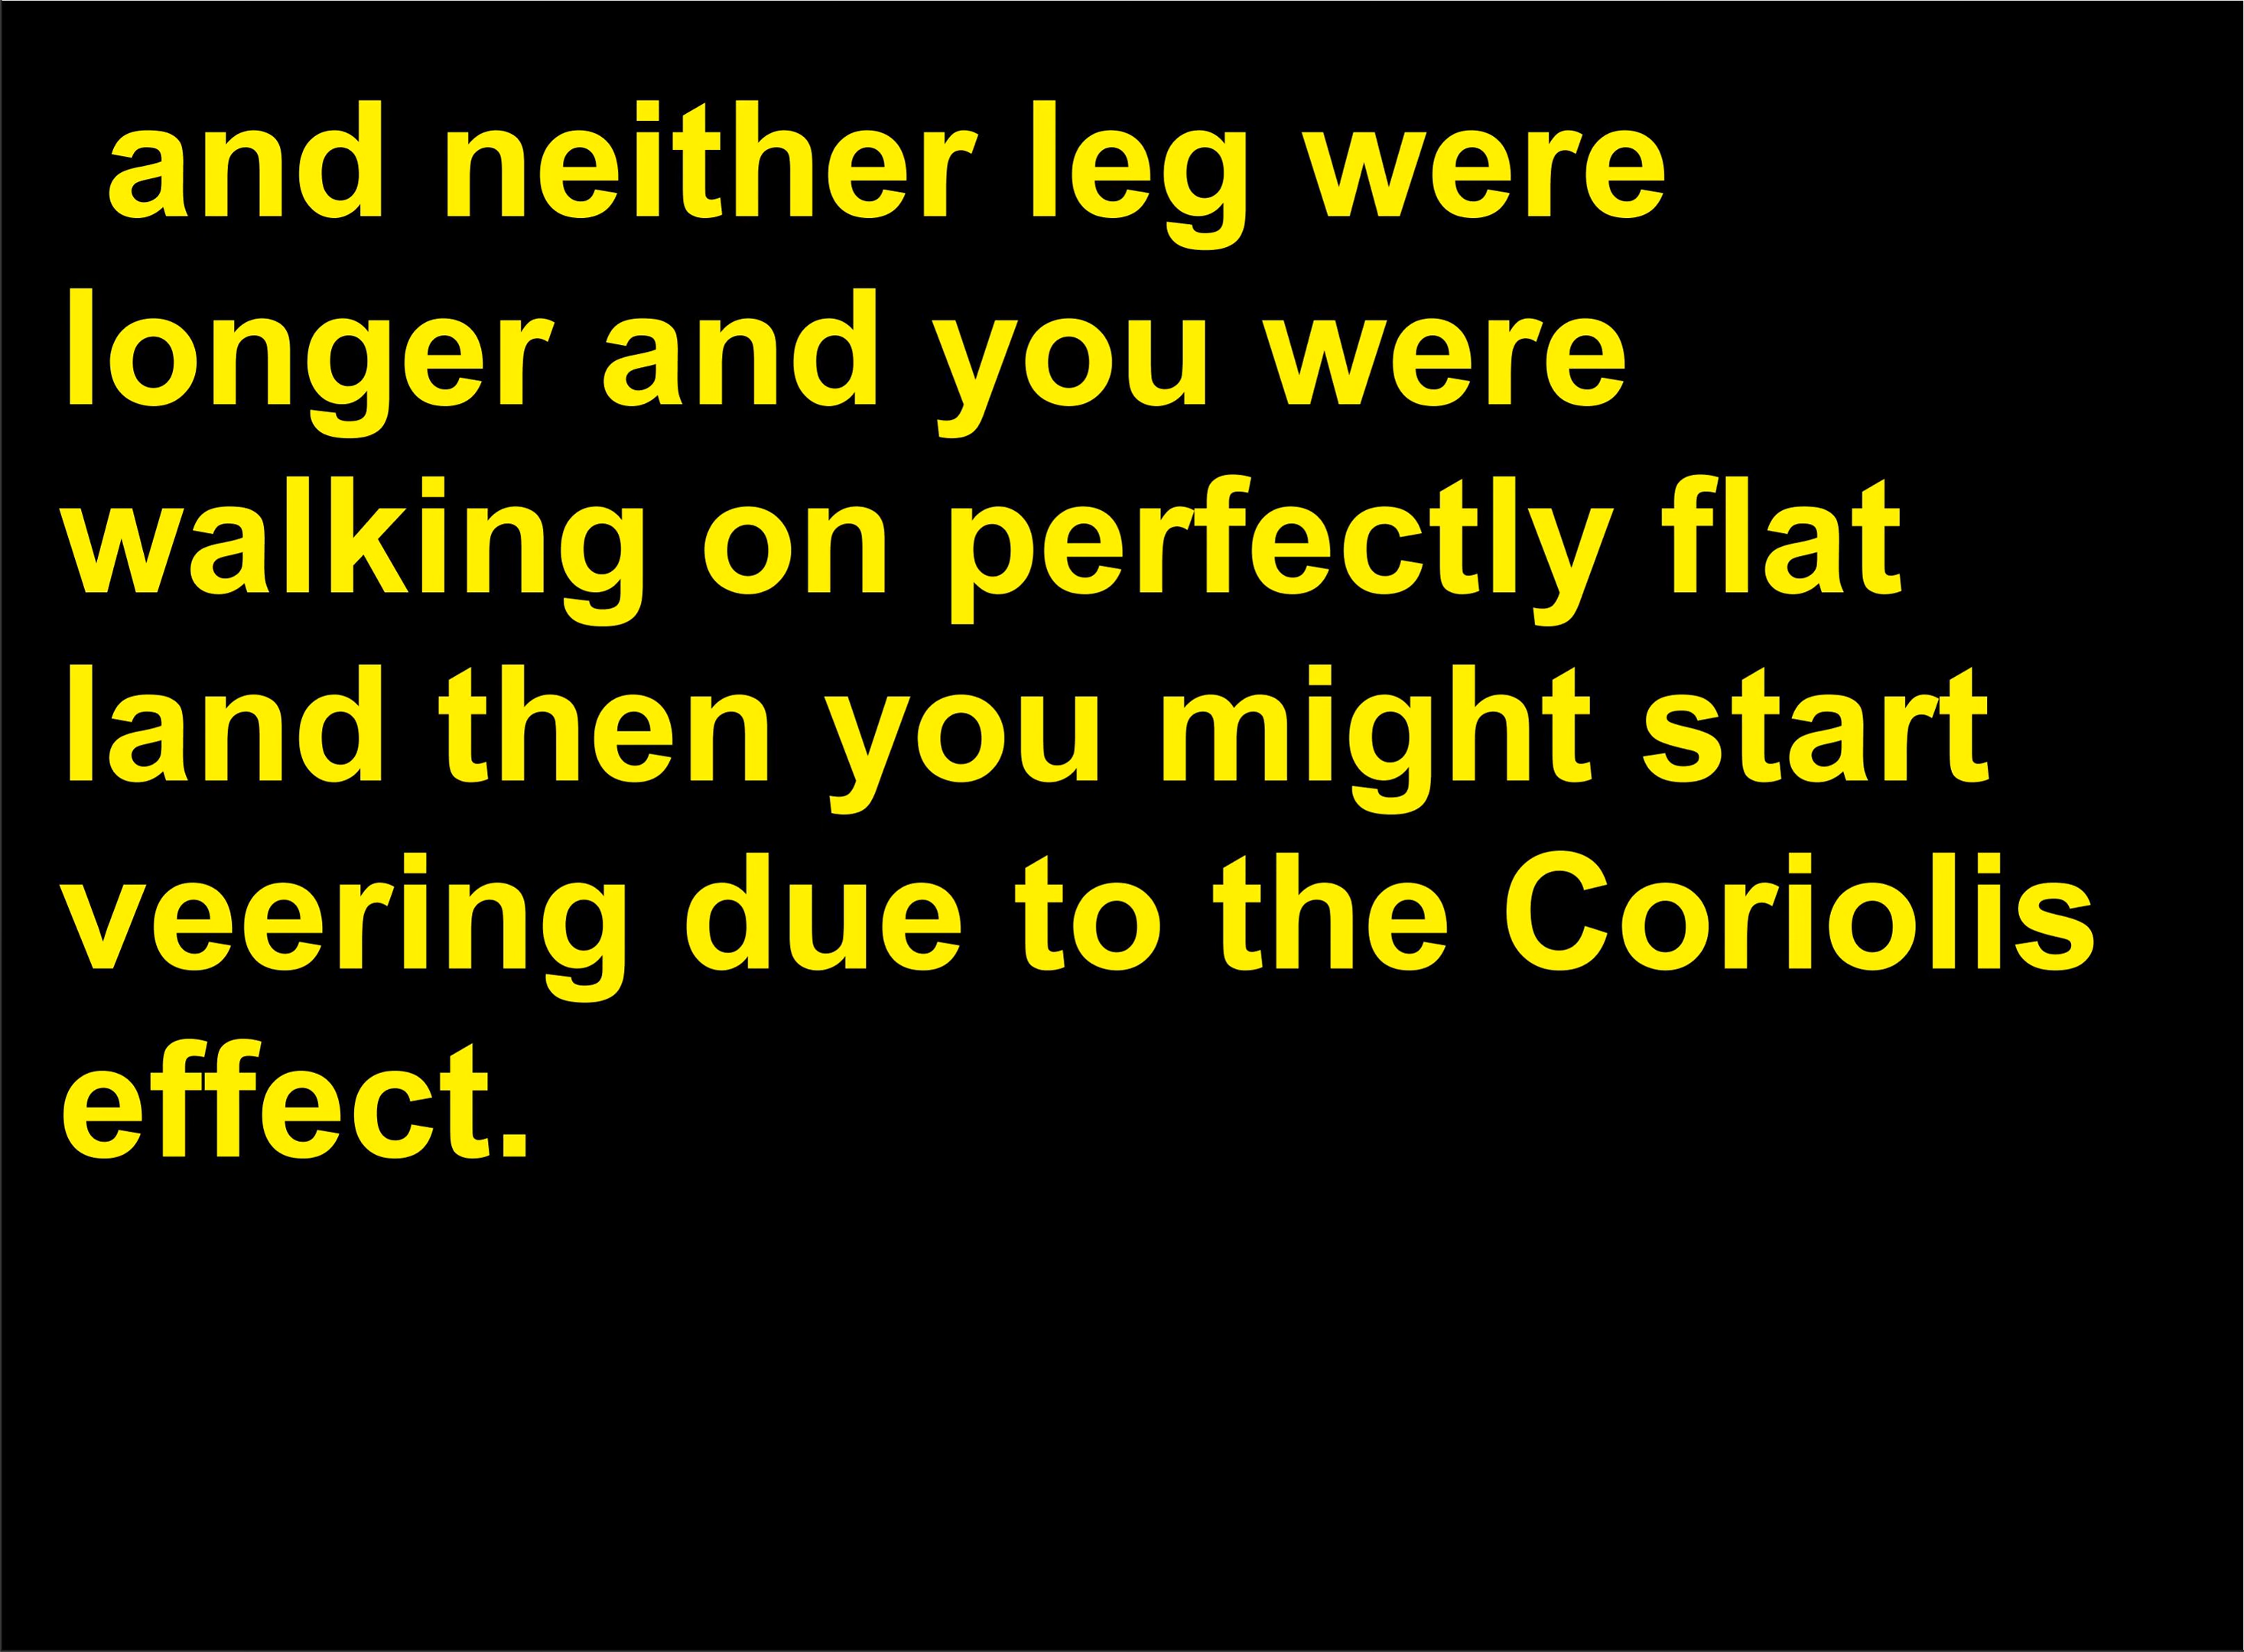 and neither leg were
longer and you were
walking on perfectly flat
land then you might start
veering due to the Coriolis
effect.